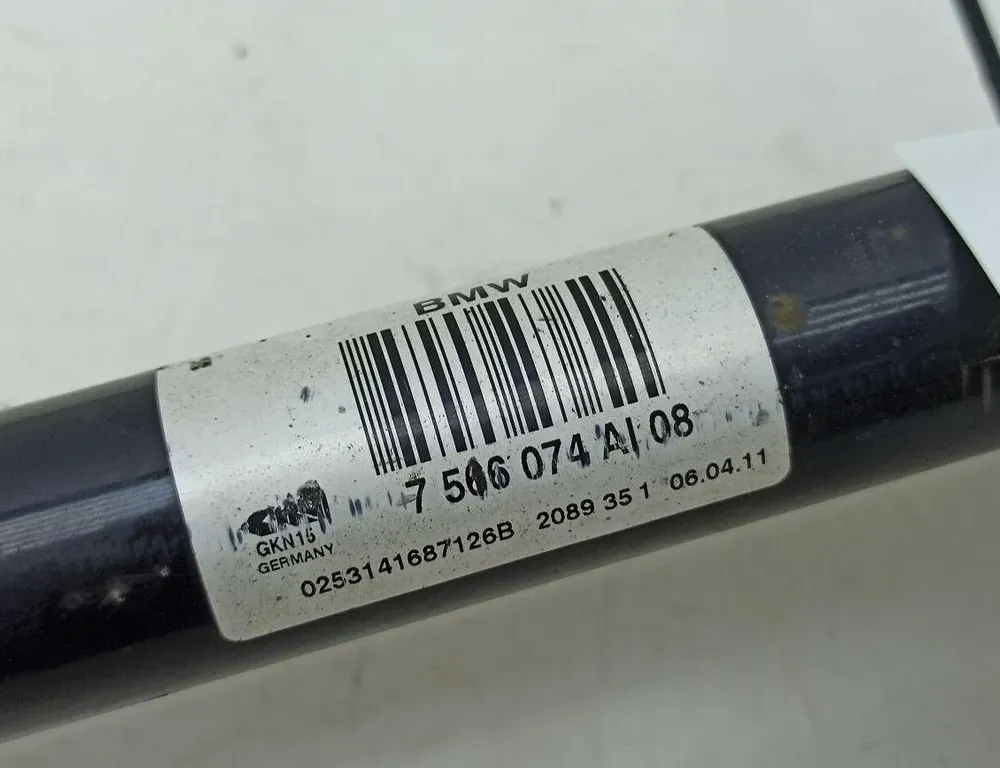 BMW
7 566 074 AI 08
GKN15
GERMANY
0253141687126B 2089 35 1 06.04.11